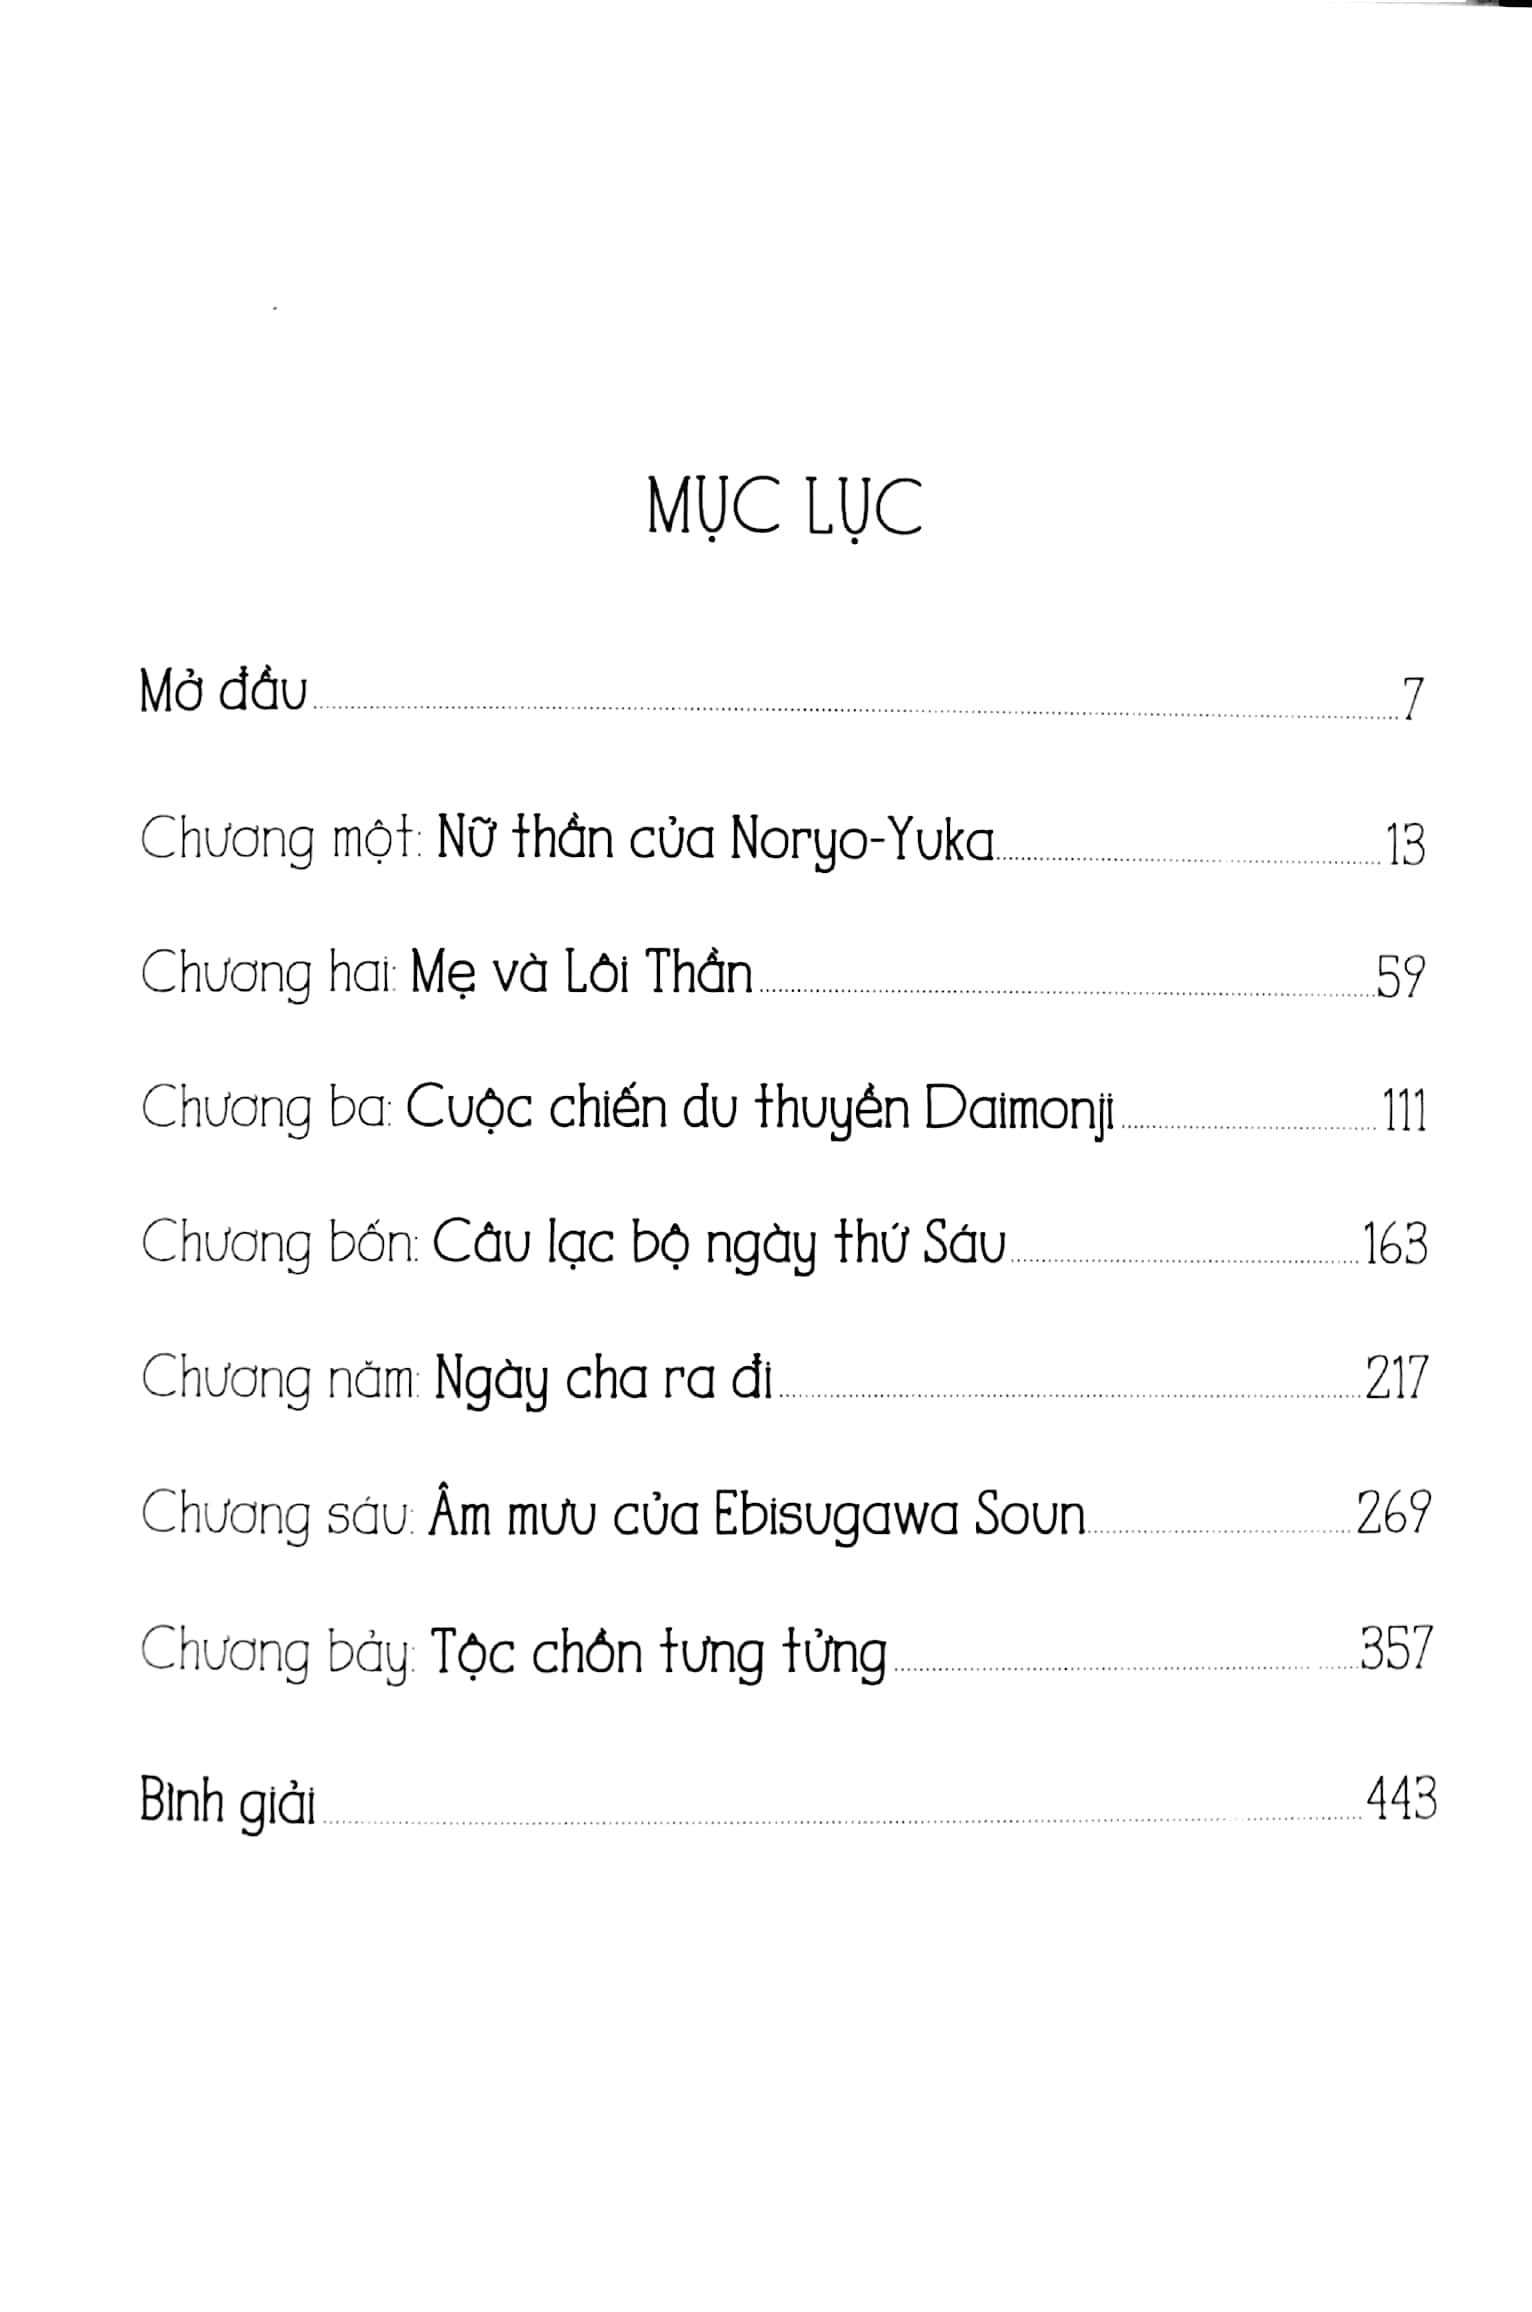 MỤC LỤC
Mở đầu 7
Chương một: Nữ thần của Noryo-Yuka 13
Chương hai: Mẹ và Lôi Thần 59
Chương ba: Cuộc chiến du thuyền Daimonji 111
Chương bốn: Câu lạc bộ ngày thứ Sáu 163
Chương năm: Ngày cha ra đi 217
Chương sáu: Âm mưu của Ebisugawa Soun 269
Chương bảy: Tộc chồn tưng tửng 357
Bình giải 443